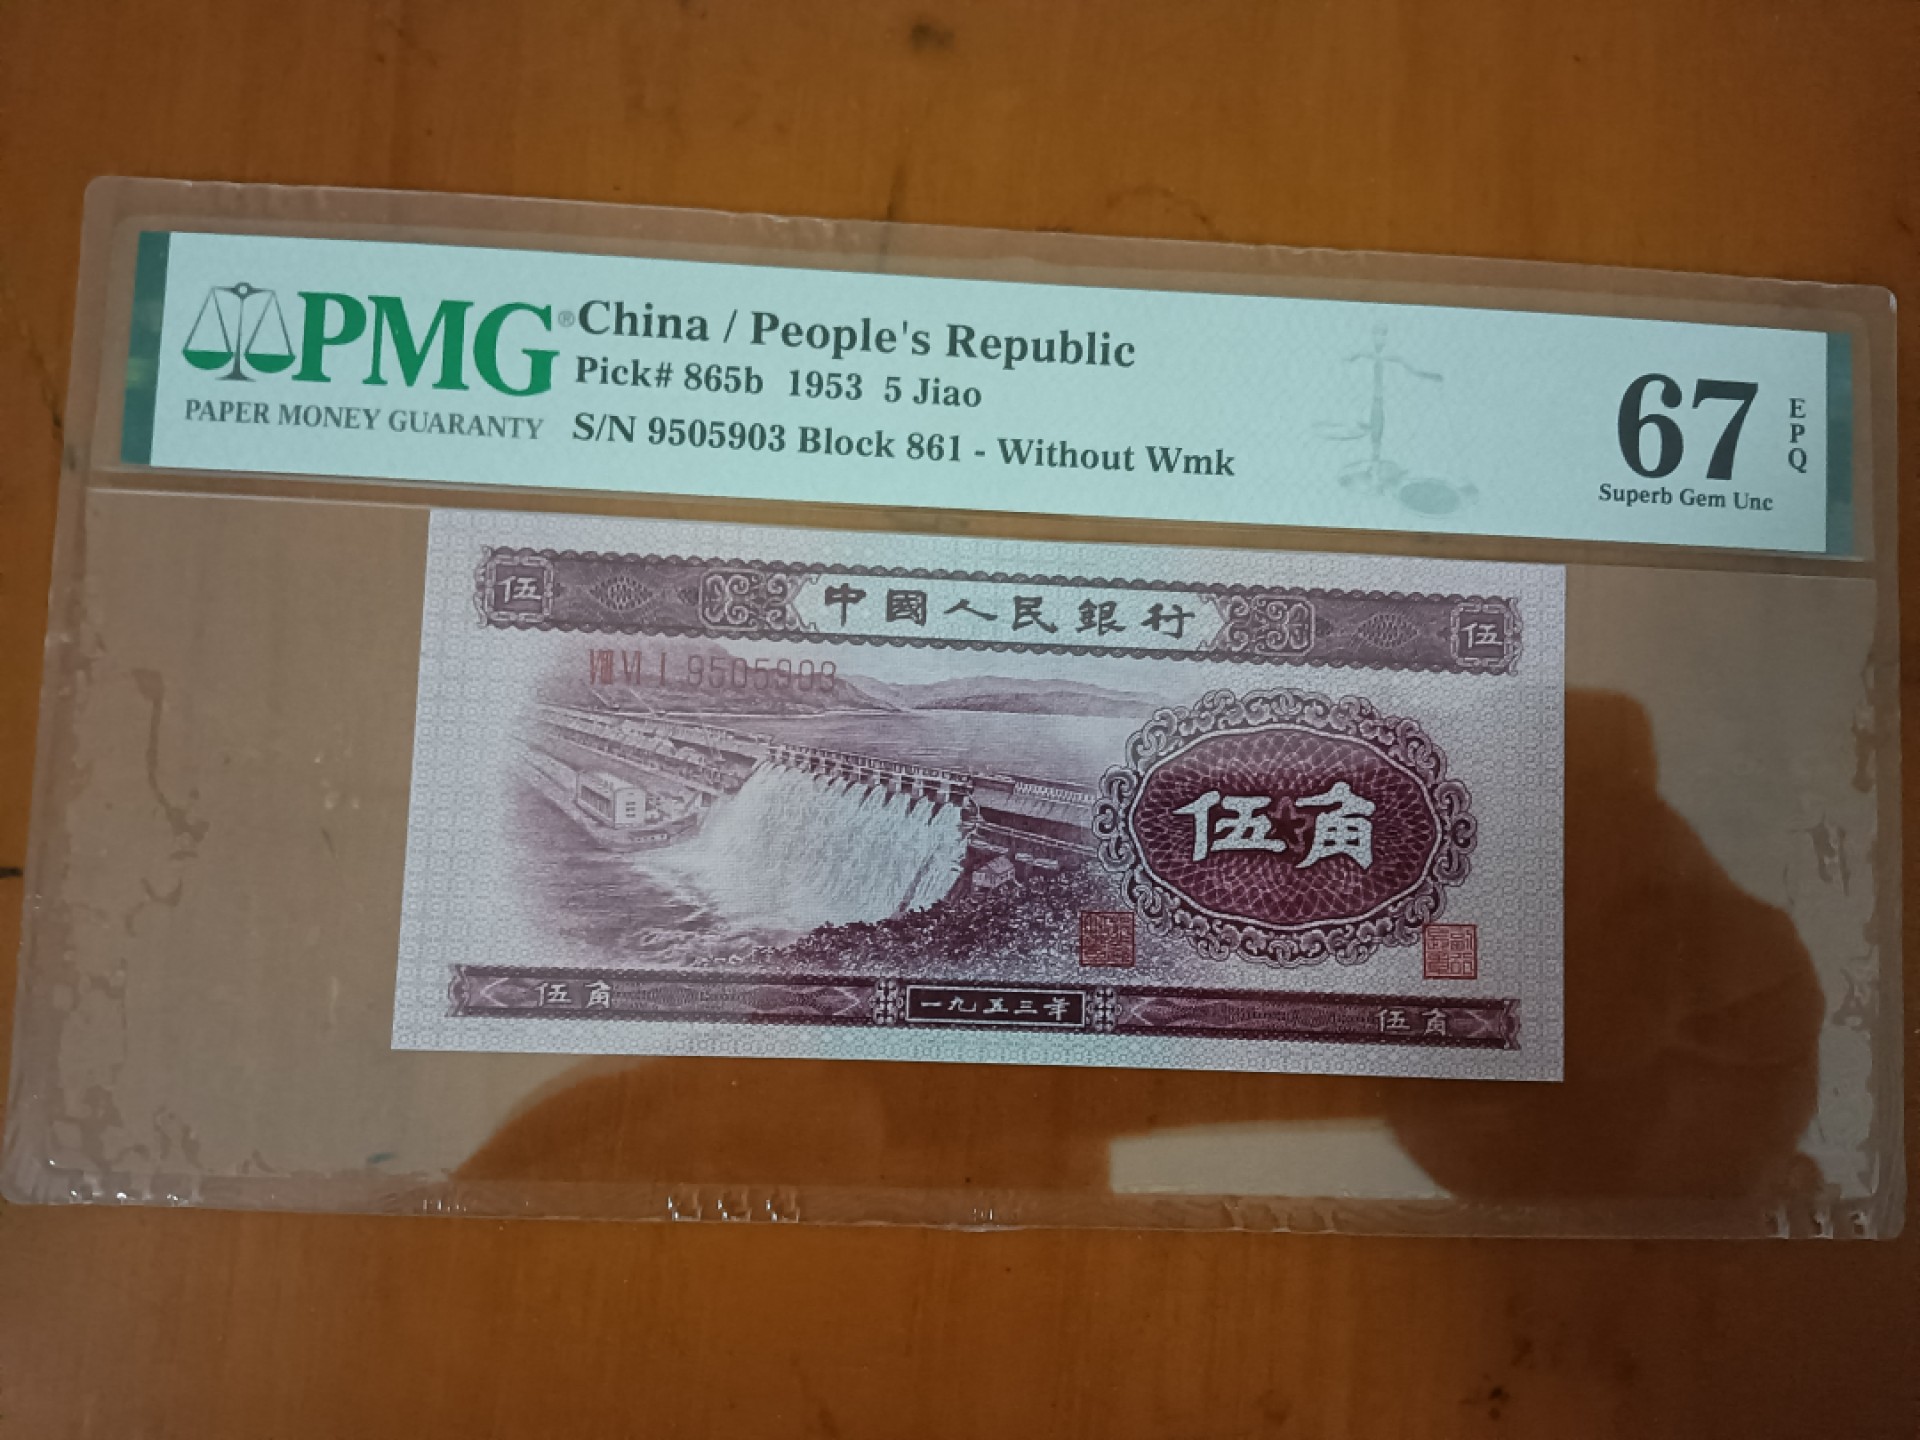 PMG®
PAPER MONEY GUARANTY
China / People's Republic
Pick# 865b 1953 5 Jiao
S/N 9505903 Block 861 - Without Wmk
67
EPQ
Superb Gem Unc
伍 中國人民銀行 伍
VIII VI I 9505903
伍角
伍角 一九五三年 伍角